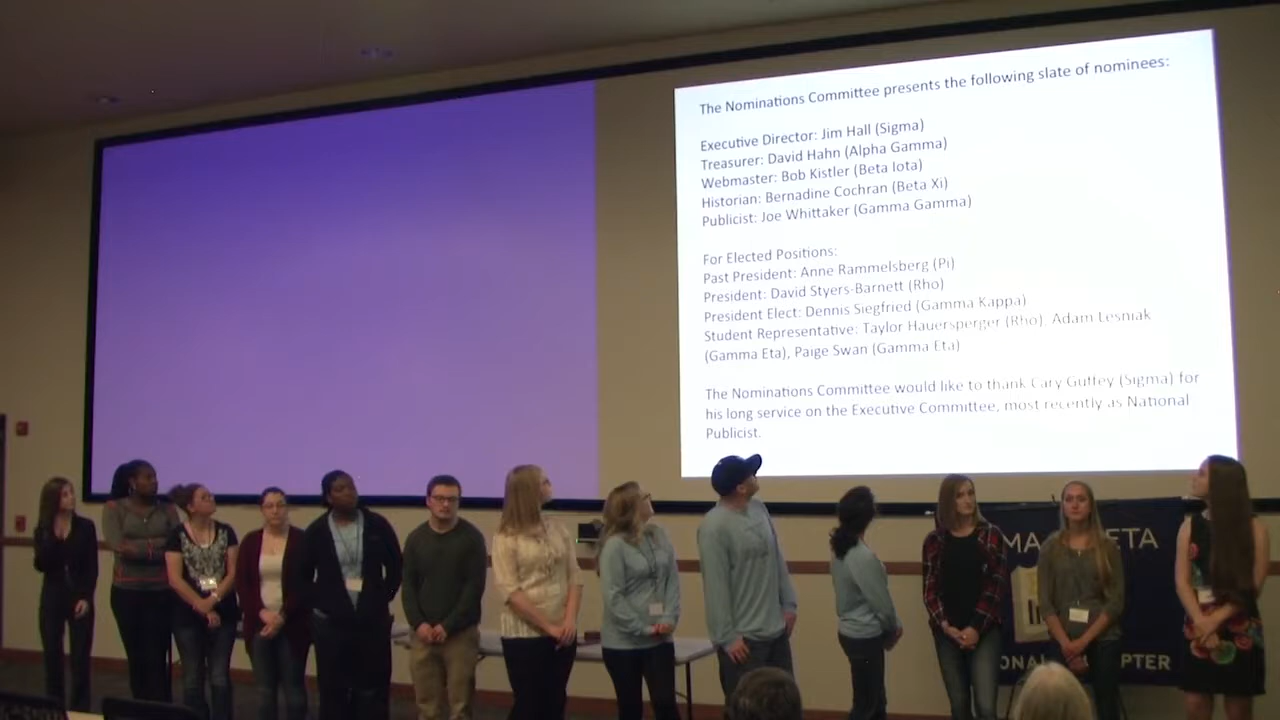 The Nominations Committee presents the following slate of nominees:
Executive Director: Jim Hall (Sigma)
Treasurer: David Hahn (Alpha Gamma)
Webmaster: Bob Kistler (Beta Iota)
Historian: Bernadine Cochran (Beta Xi)
Publicist: Joe Whittaker (Gamma Gamma)
For Elected Positions:
Past President: Anne Rammelsberg (Pi)
President: David Styers-Barnett (Rho)
President Elect: Dennis Siegfried (Gamma Kappa)
Student Representative: Taylor Hauersperger (Rho), Adam Lesniak
(Gamma Eta), Paige Swan (Gamma Eta)
The Nominations Committee would like to thank Cary Guffey (Sigma) for
his long service on the Executive Committee, most recently as National
Publicist.
MA ETA
ONAL PTER